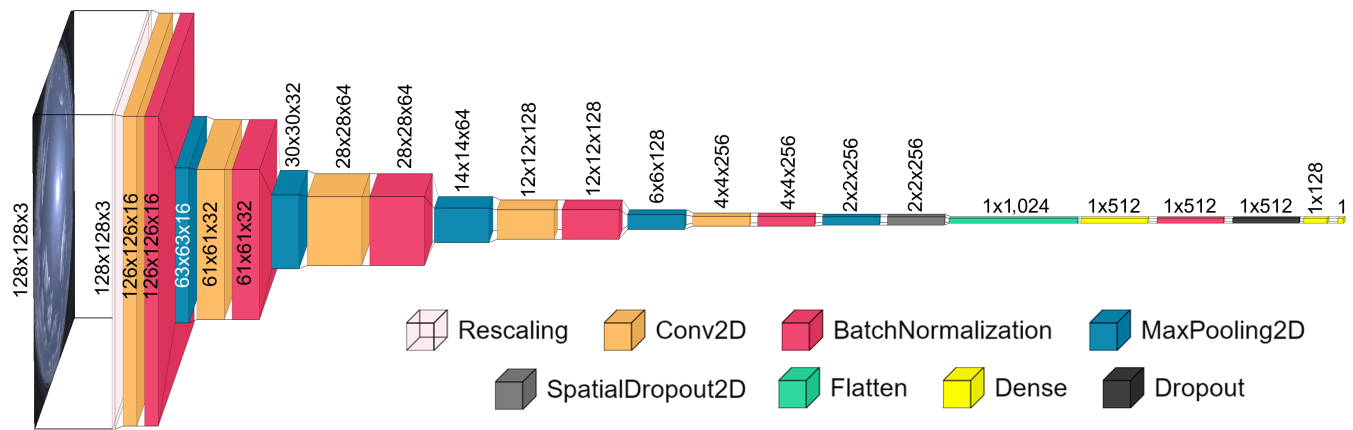 128x128x3
128x128x3
126x126x16
126x126x16
63x63x16
61x61x32
61x61x32
30x30x32
28x28x64
28x28x64
14x14x64
12x12x128
12x12x128
6x6x128
4x4x256
4x4x256
2x2x256
2x2x256
1x1,024
1x512
1x512
1x512
1x128
1
Rescaling
Conv2D
BatchNormalization
MaxPooling2D
SpatialDropout2D
Flatten
Dense
Dropout